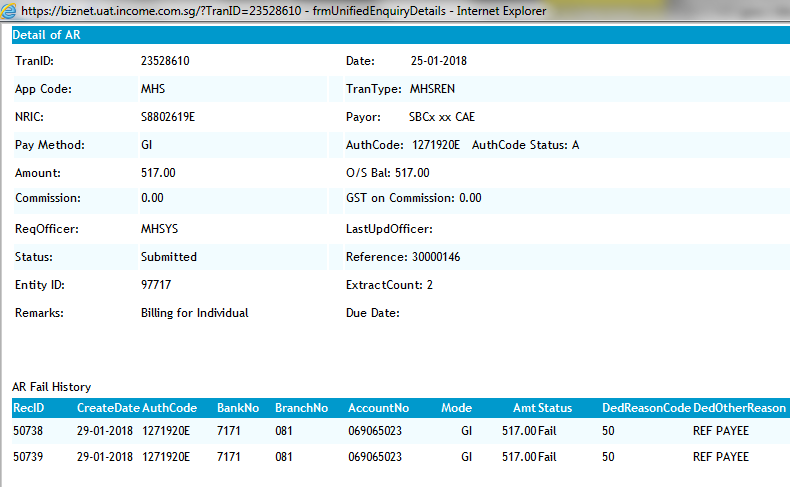 https://biznet.uat.income.com.sg/?TranID=23528610 - frmUnifiedEnquiryDetails - Internet Explorer
Detail of AR
TranID: 23528610 Date: 25-01-2018
App Code: MHS TranType: MHSREN
NRIC: S8802619E Payor: SBCx xx CAE
Pay Method: GI AuthCode: 1271920E AuthCode Status: A
Amount: 517.00 O/S Bal: 517.00
Commission: 0.00 GST on Commission: 0.00
ReqOfficer: MHSYS LastUpdOfficer:
Status: Submitted Reference: 30000146
Entity ID: 97717 ExtractCount: 2
Remarks: Billing for Individual Due Date:
AR Fail History
RecID CreateDate AuthCode BankNo BranchNo AccountNo Mode Amt Status DedReasonCode DedOtherReason
50738 29-01-2018 1271920E 7171 081 069065023 GI 517.00 Fail 50 REF PAYEE
50739 29-01-2018 1271920E 7171 081 069065023 GI 517.00 Fail 50 REF PAYEE